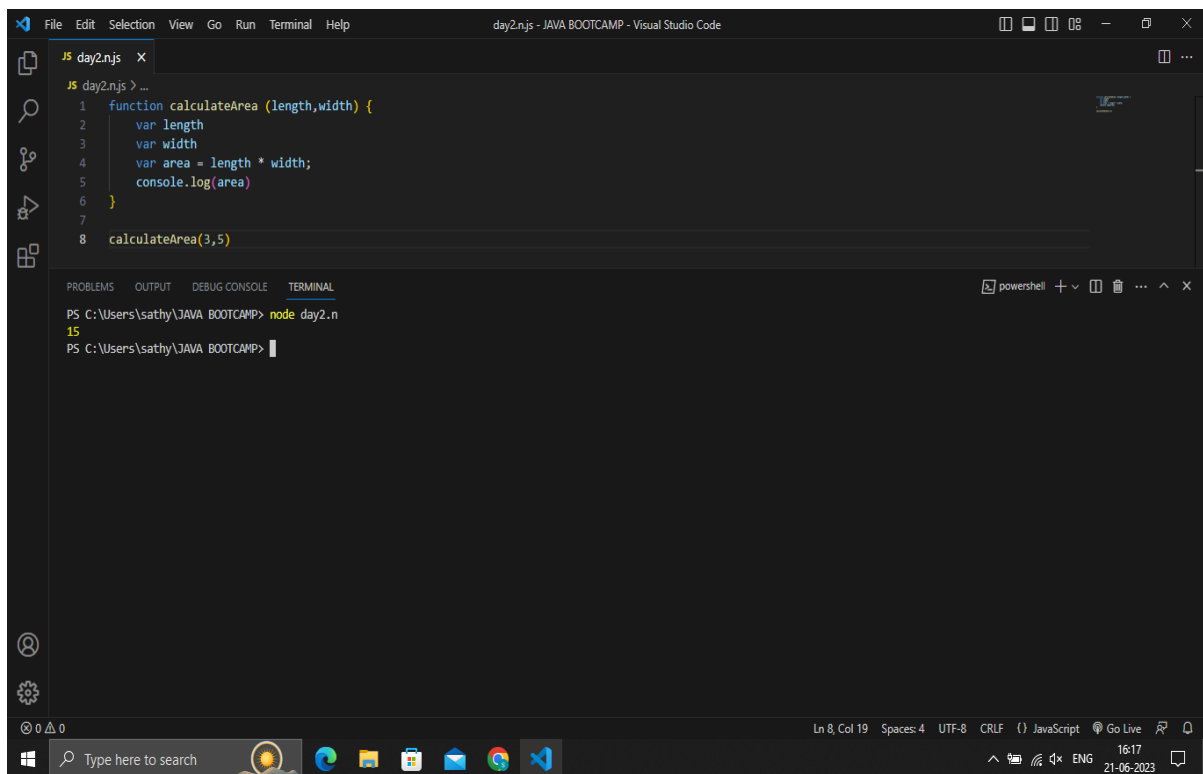 File Edit Selection View Go Run Terminal Help
day2.n.js - JAVA BOOTCAMP - Visual Studio Code
JS day2.n.js
JS day2.n.js > ...
1 function calculateArea (length,width) {
2 var length
3 var width
4 var area = length * width;
5 console.log(area)
6 }
7
8 calculateArea(3,5)
PROBLEMS OUTPUT DEBUG CONSOLE TERMINAL
powershell
PS C:\Users\sathy\JAVA BOOTCAMP> node day2.n
15
PS C:\Users\sathy\JAVA BOOTCAMP>
0 0
Ln 8, Col 19 Spaces: 4 UTF-8 CRLF {} JavaScript Go Live
Type here to search
ENG
16:17
21-06-2023